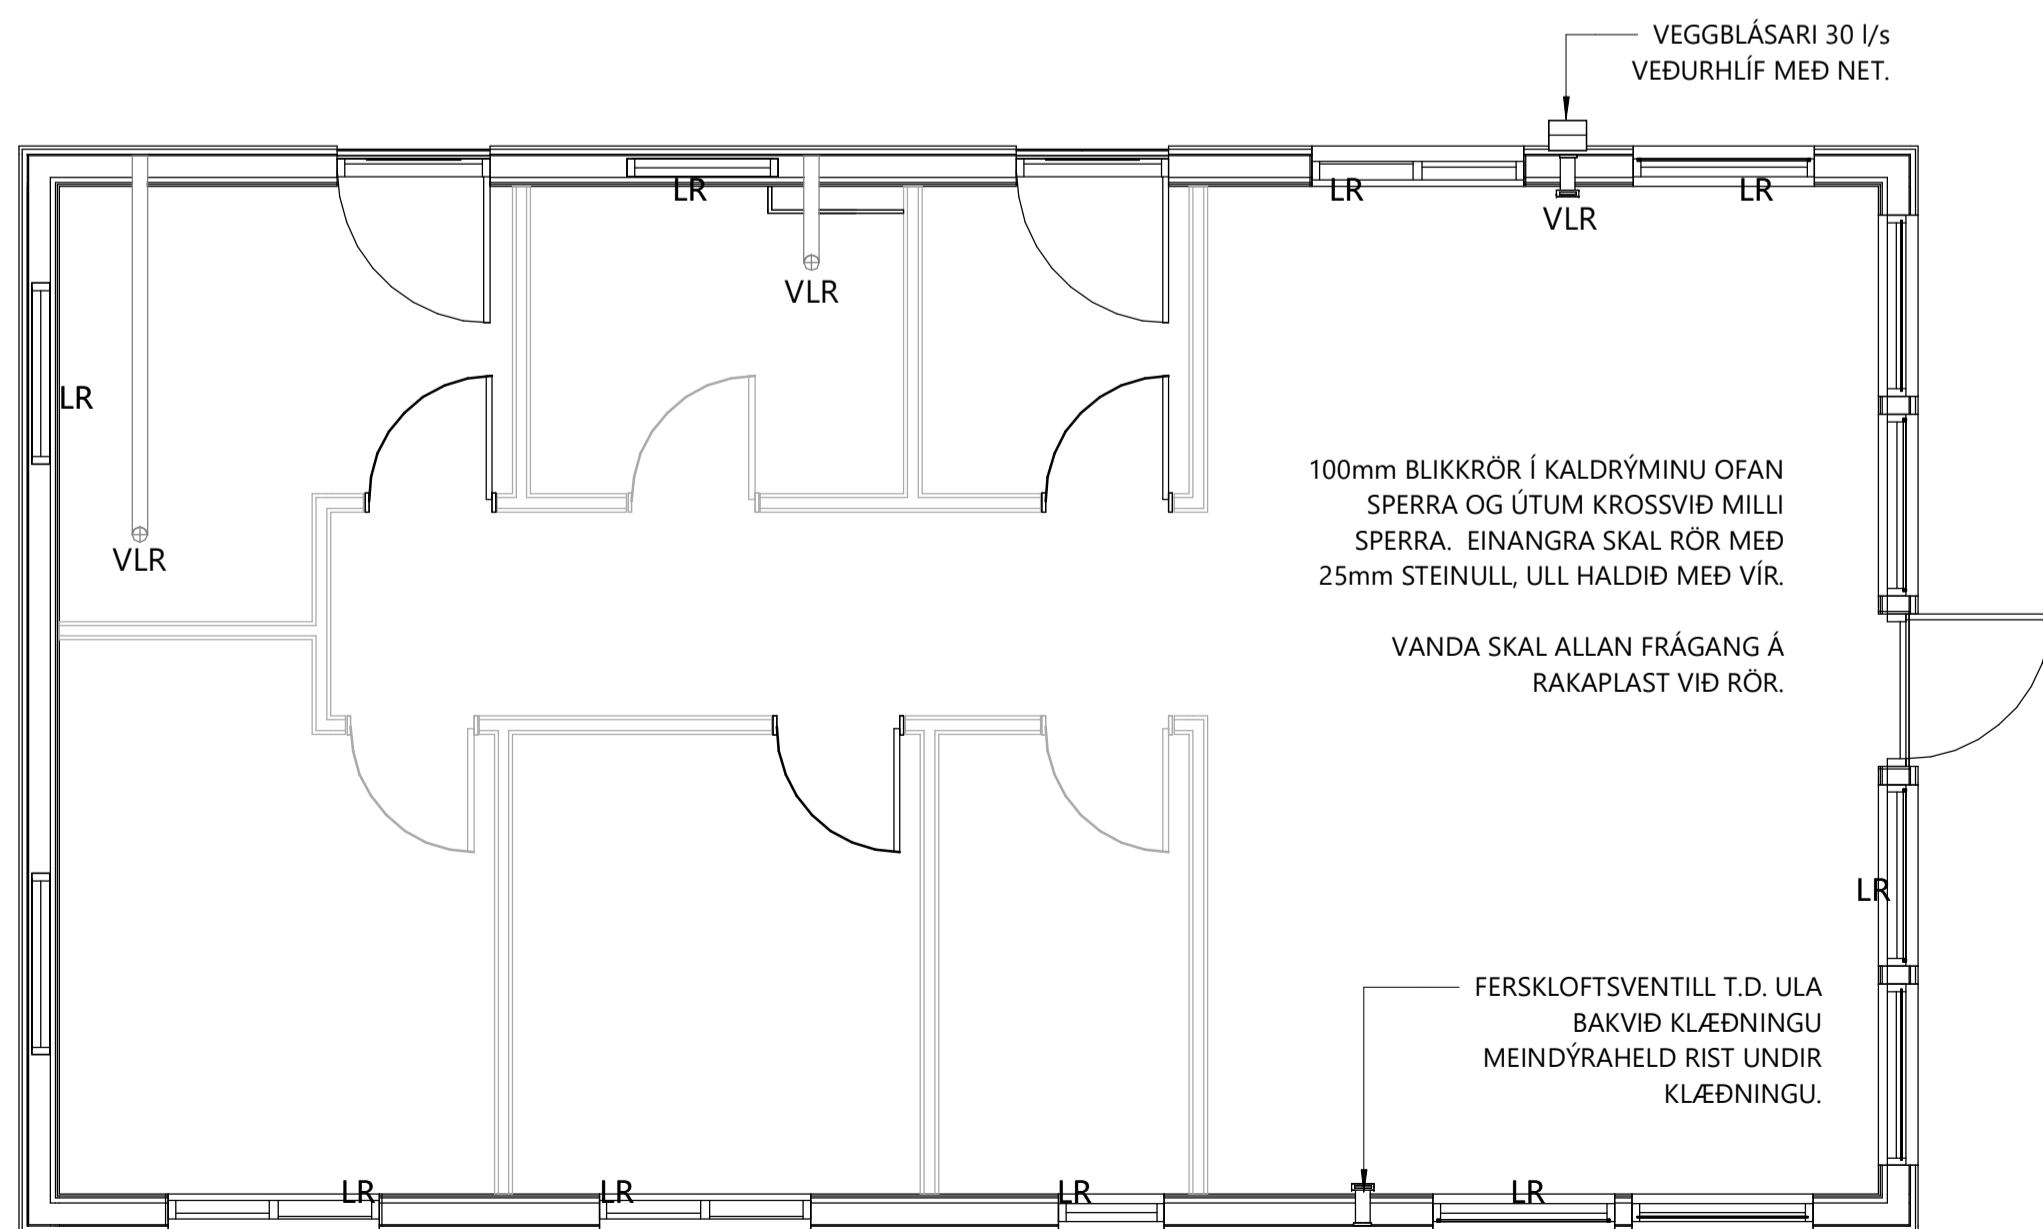 VEGGBLÁSARI 30 l/s
VEÐURHLÍF MEÐ NET.
LR
LR
LR
VLR
VLR
LR
VLR
100mm BLIKKRÖR Í KALDRÝMINU OFAN
SPERRA OG ÚTUM KROSSVIÐ MILLI
SPERRA. EINANGRA SKAL RÖR MEÐ
25mm STEINULL, ULL HALDIÐ MEÐ VÍR.
VANDA SKAL ALLAN FRÁGANG Á
RAKAPLAST VIÐ RÖR.
LR
FERSKLOFTSVENTILL T.D. ULA
BAKVIÐ KLÆÐNINGU
MEINDÝRAHELD RIST UNDIR
KLÆÐNINGU.
LR
LR
LR
LR